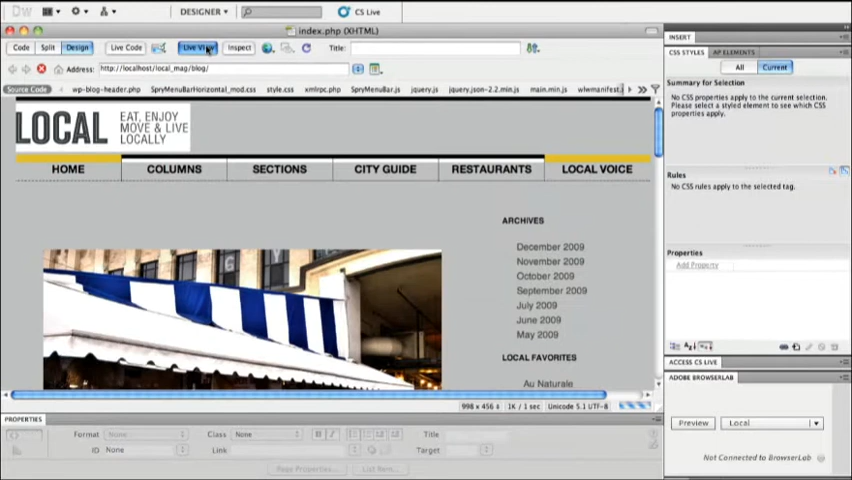 Dw DESIGNER CS Live
index.php (XHTML)
Code Split Design Live Code Live View Inspect Title:
Address: http://localhost/local_mag/blog/
Source Code wp-blog-header.php SpryMenuBarHorizontal_mod.css style.css xmlrpc.php SpryMenuBar.js jquery.js jquery.json-2.2.min.js main.min.js wlwmanifest.
LOCAL EAT, ENJOY
MOVE & LIVE
LOCALLY
HOME COLUMNS SECTIONS CITY GUIDE RESTAURANTS LOCAL VOICE
ARCHIVES
December 2009
November 2009
October 2009
September 2009
July 2009
June 2009
May 2009
LOCAL FAVORITES
Au Naturale
998 x 456 1K / 1 sec Unicode 5.1 UTF-8
PROPERTIES
Format None Class None B I Title
ID None Link Target
Page Properties... List Item...
INSERT
CSS STYLES AP ELEMENTS
All Current
Summary for Selection
No CSS properties apply to the current selection.
Please select a styled element to see which CSS
properties apply.
Rules
No CSS rules apply to the selected tag.
Properties
Add Property
ACCESS CS LIVE
ADOBE BROWSERLAB
Preview Local
Not Connected to BrowserLab